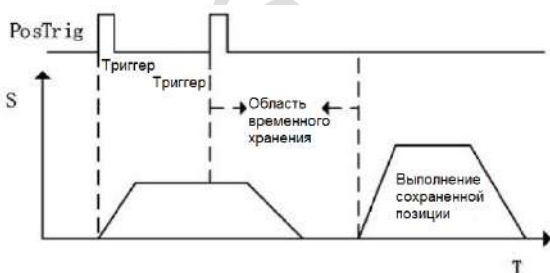 PosTrig
Триггер
Триггер
S
Область
временного
хранения
Выполнение
сохраненной
позиции
T